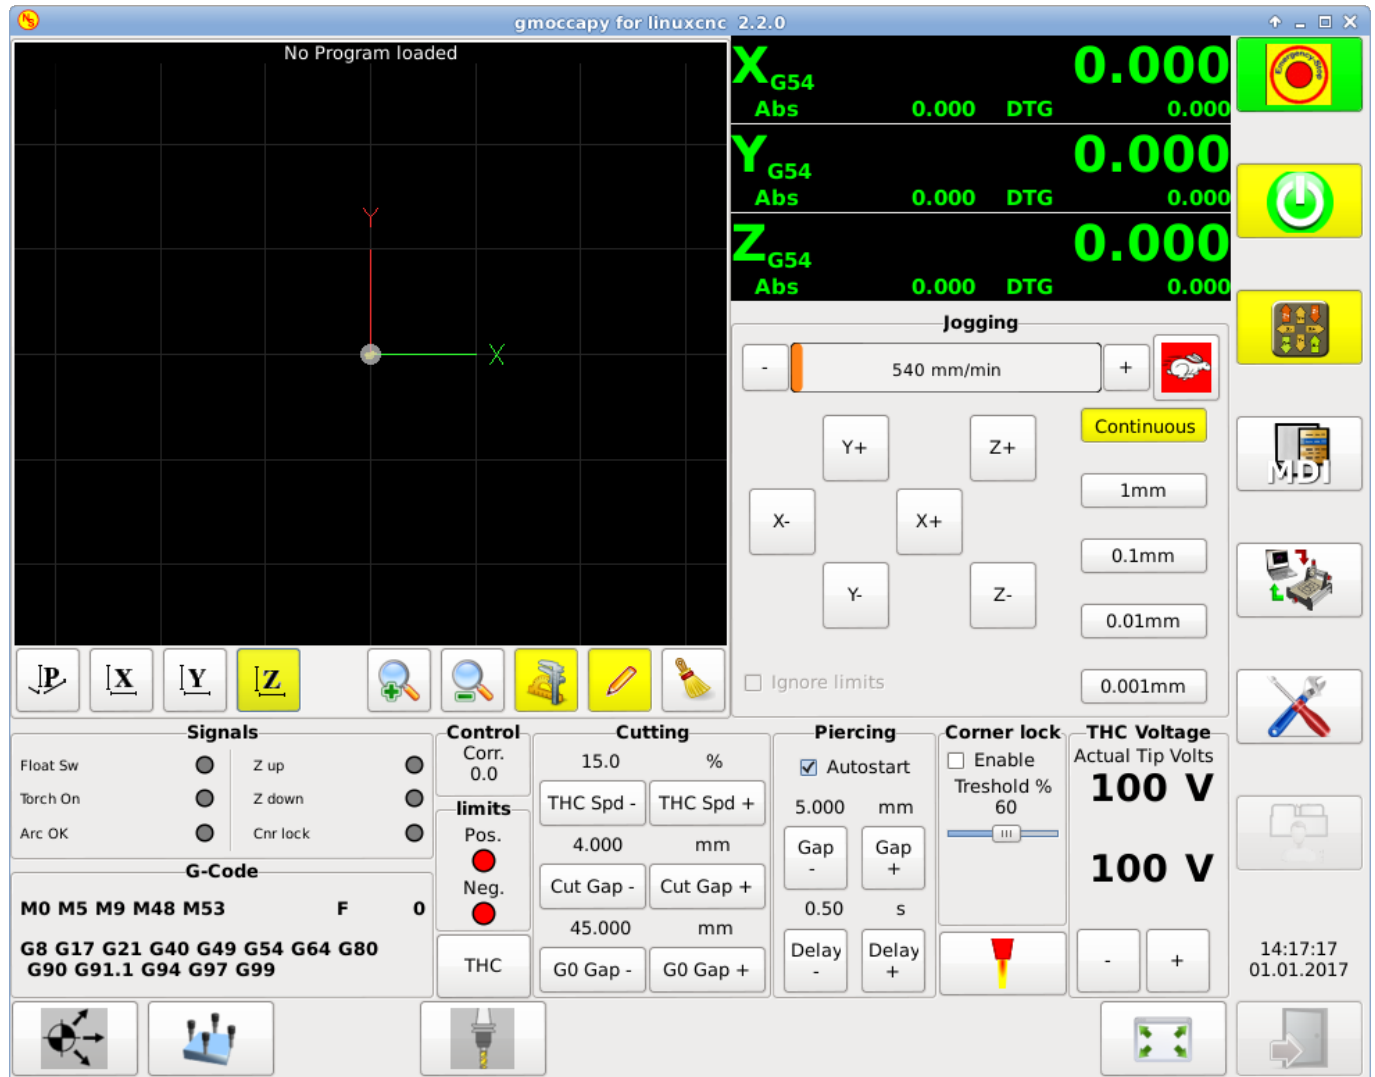 gmoccapy for linuxcnc 2.2.0
No Program loaded
Y
X
X G54 0.000
Abs 0.000 DTG 0.000
Y G54 0.000
Abs 0.000 DTG 0.000
Z G54 0.000
Abs 0.000 DTG 0.000
Emergency-Stop
Jogging
- 540 mm/min +
Continuous
Y+ Z+
1mm
X- X+
0.1mm
Y- Z-
0.01mm
Ignore limits
0.001mm
MDI
P X Y Z
Signals
Float Sw Z up
Torch On Z down
Arc OK Cnr lock
G-Code
M0 M5 M9 M48 M53 F 0
G8 G17 G21 G40 G49 G54 G64 G80
G90 G91.1 G94 G97 G99
Control
Corr.
0.0
limits
Pos.
Neg.
THC
Cutting
15.0 %
THC Spd - THC Spd +
4.000 mm
Cut Gap - Cut Gap +
45.000 mm
G0 Gap - G0 Gap +
Piercing
Autostart
5.000 mm
Gap - Gap +
0.50 s
Delay - Delay +
Corner lock
Enable
Treshold %
60
THC Voltage
Actual Tip Volts
100 V
100 V
- +
14:17:17
01.01.2017